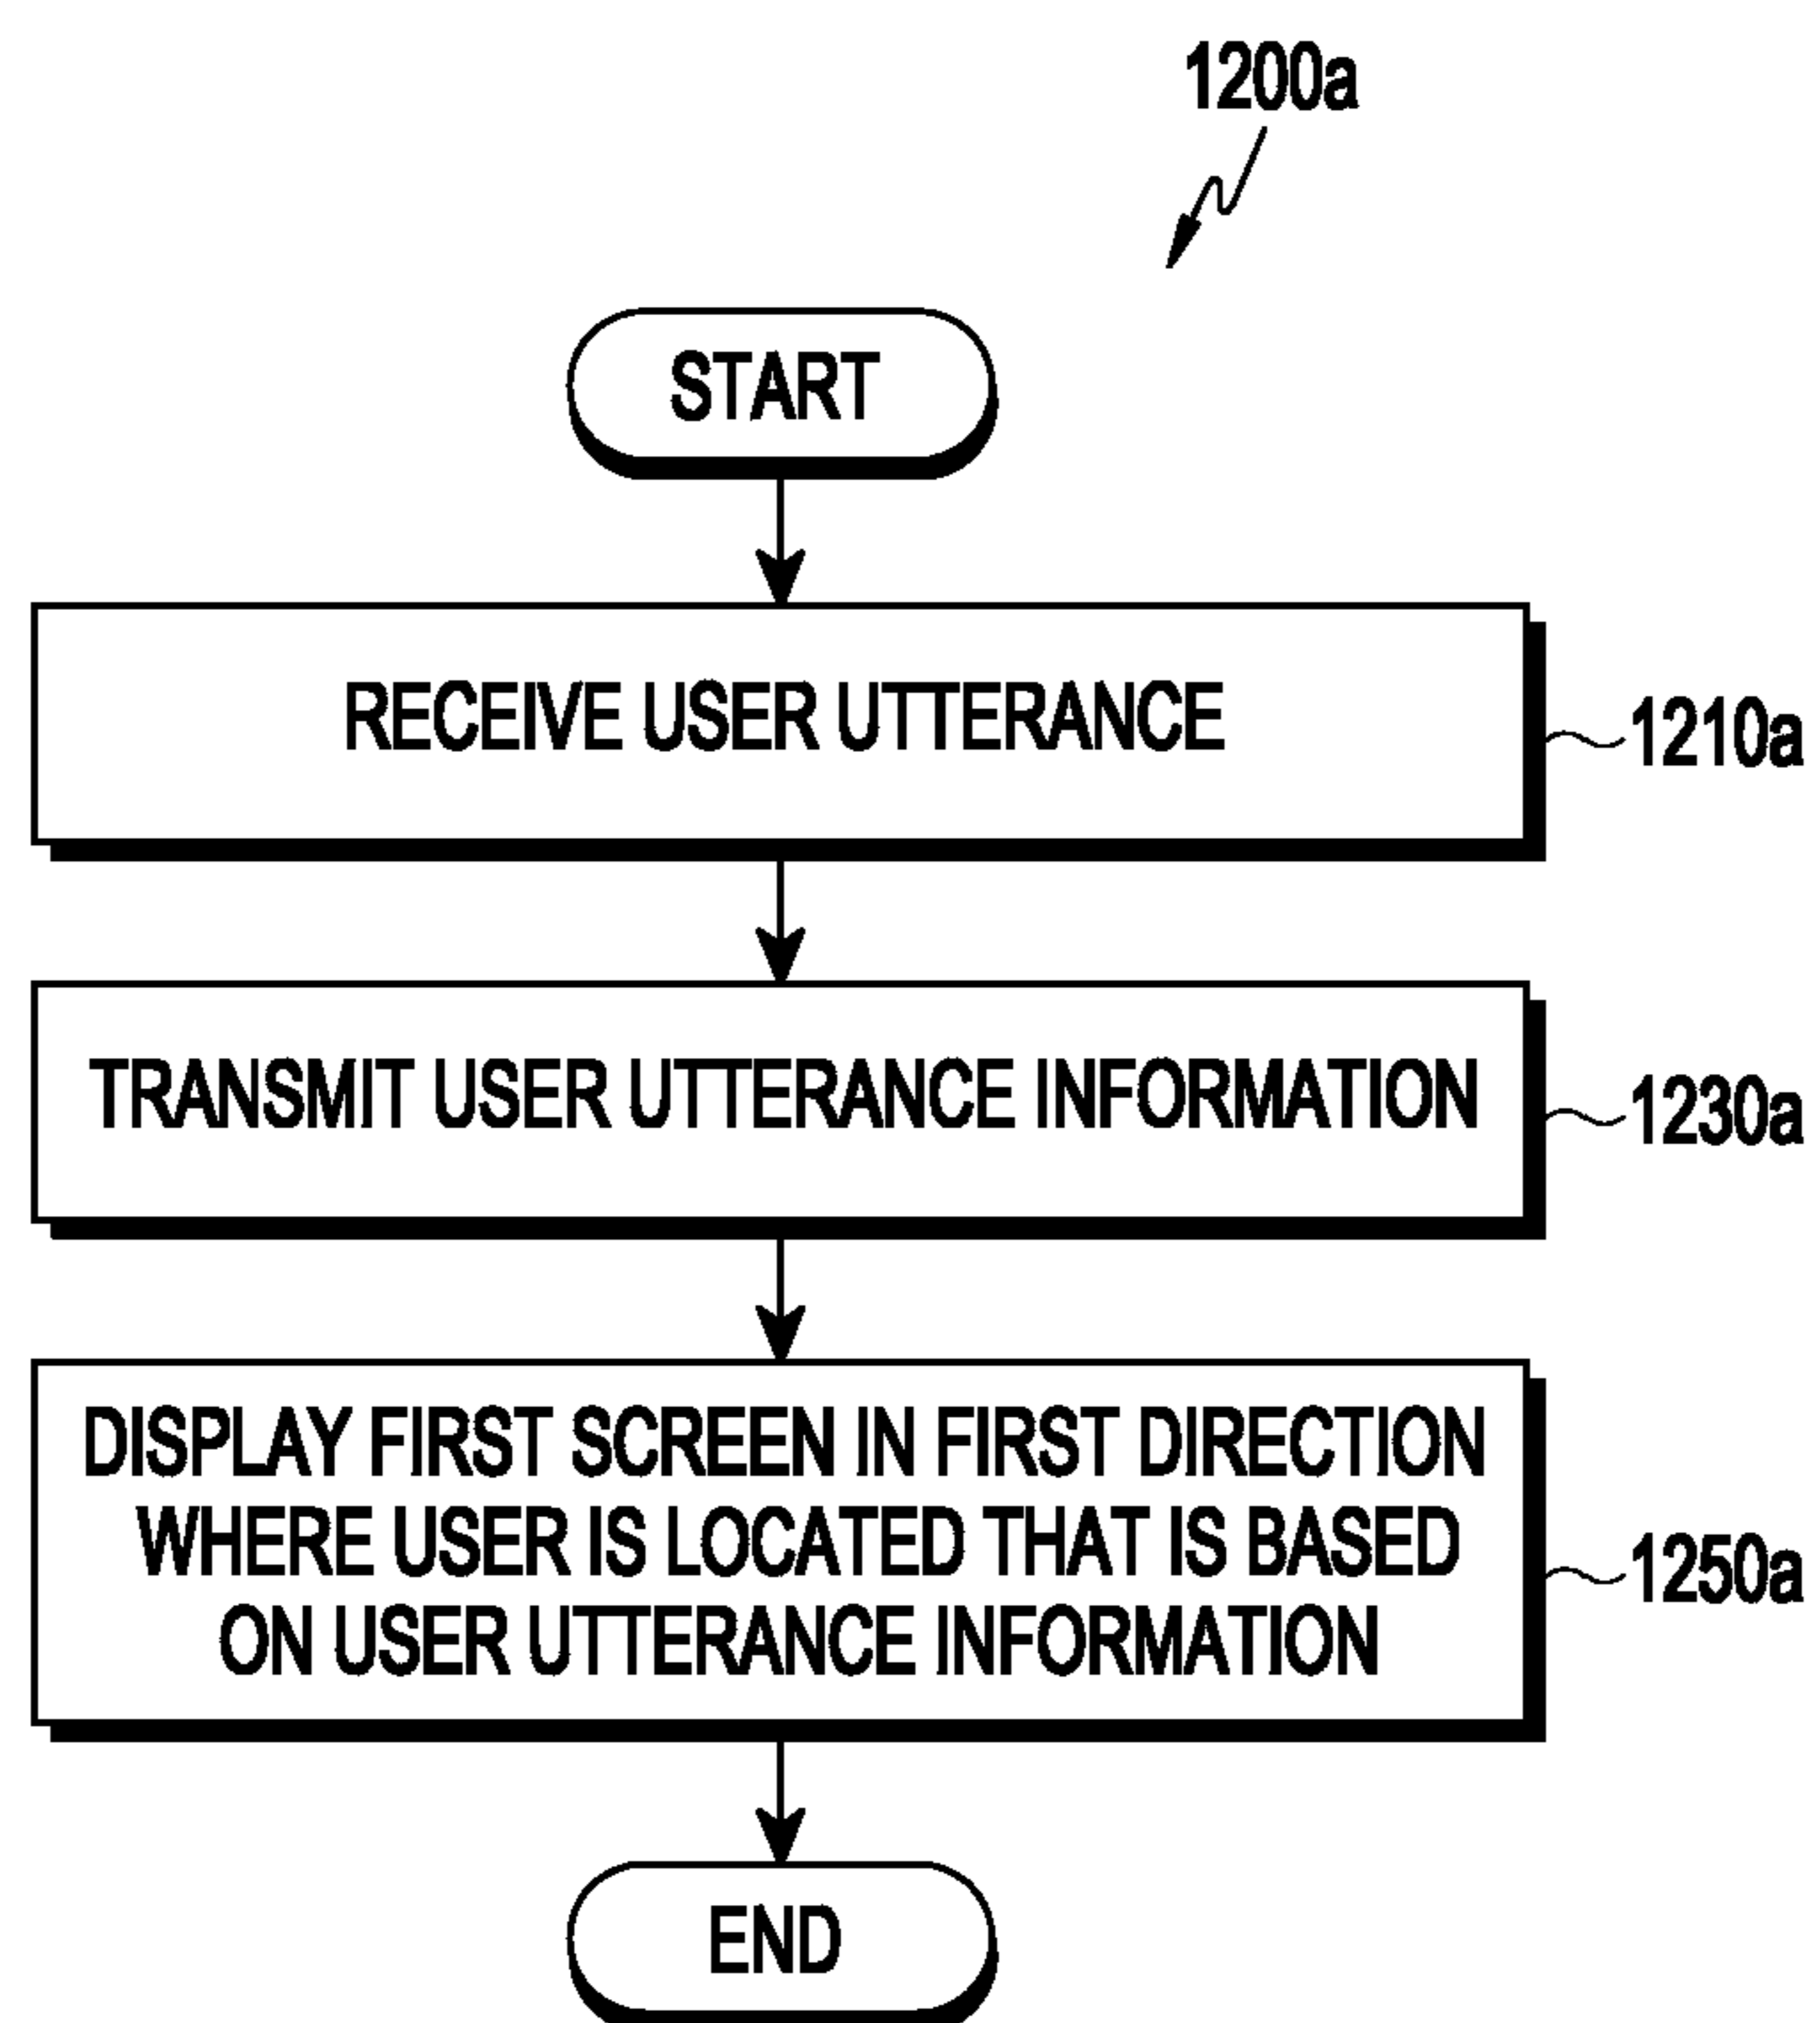 1200a
START
RECEIVE USER UTTERANCE
1210a
TRANSMIT USER UTTERANCE INFORMATION
1230a
DISPLAY FIRST SCREEN IN FIRST DIRECTION
WHERE USER IS LOCATED THAT IS BASED
ON USER UTTERANCE INFORMATION
1250a
END